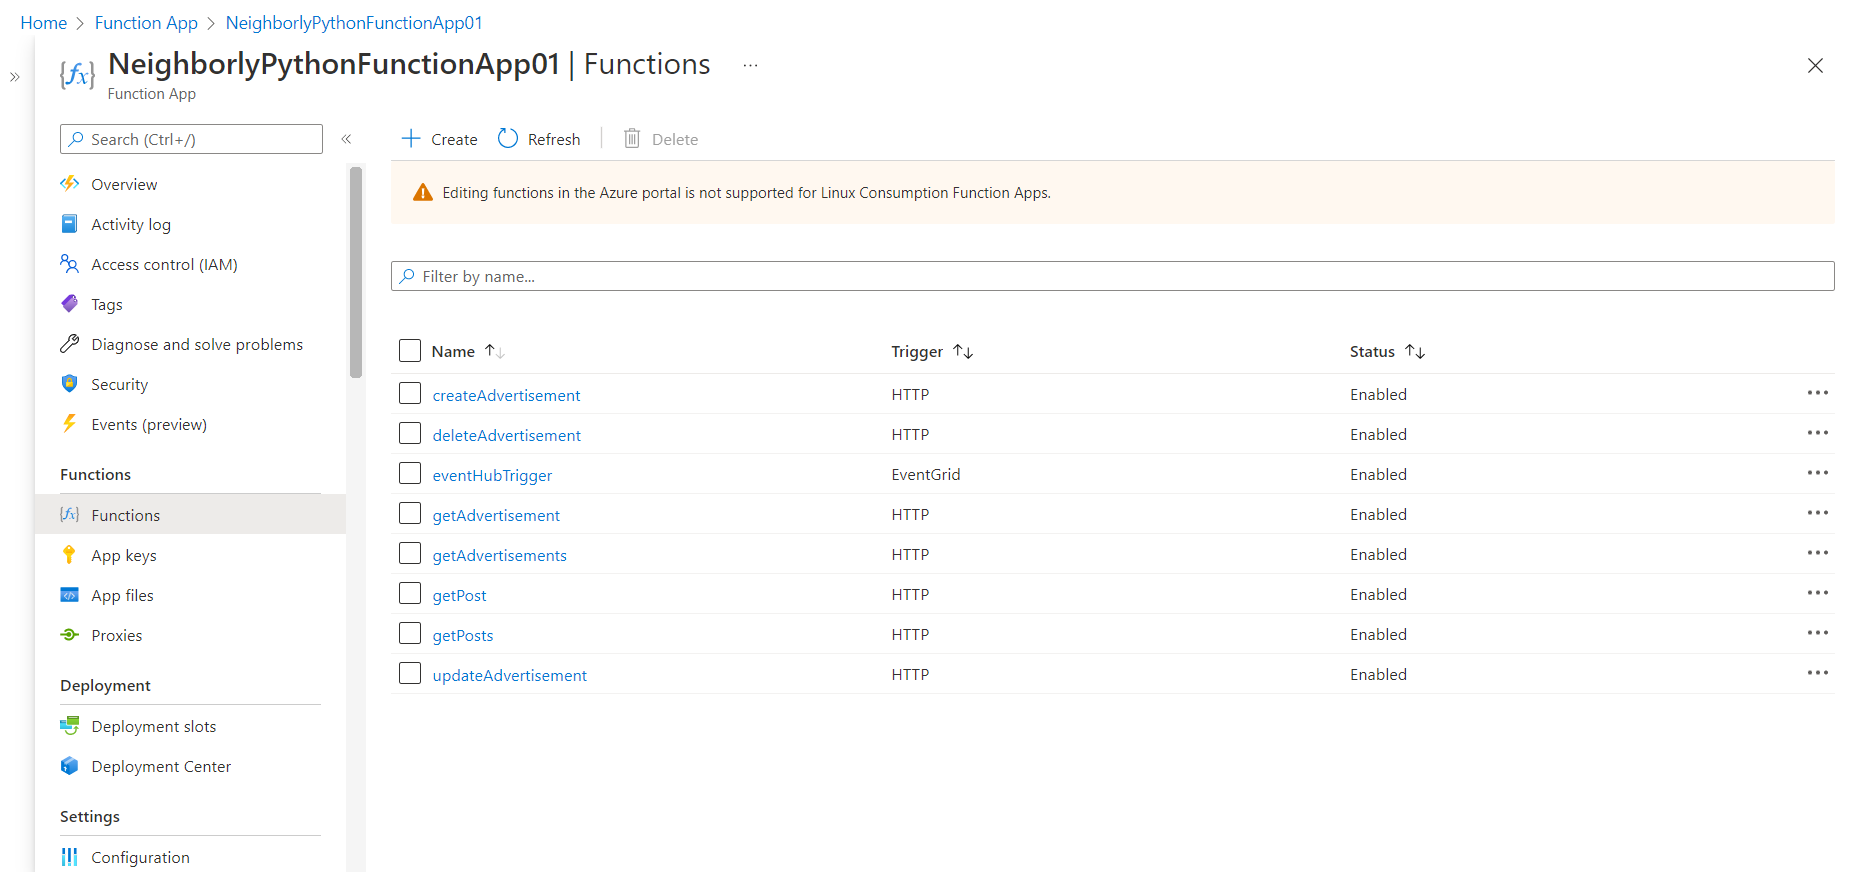 Home > Function App > NeighborlyPythonFunctionApp01
NeighborlyPythonFunctionApp01 | Functions ...
Function App
Search (Ctrl+/)
Overview
Activity log
Access control (IAM)
Tags
Diagnose and solve problems
Security
Events (preview)
Functions
Functions
App keys
App files
Proxies
Deployment
Deployment slots
Deployment Center
Settings
Configuration
Create Refresh Delete
Editing functions in the Azure portal is not supported for Linux Consumption Function Apps.
Filter by name...
Name Trigger Status
createAdvertisement HTTP Enabled
deleteAdvertisement HTTP Enabled
eventHubTrigger EventGrid Enabled
getAdvertisement HTTP Enabled
getAdvertisements HTTP Enabled
getPost HTTP Enabled
getPosts HTTP Enabled
updateAdvertisement HTTP Enabled